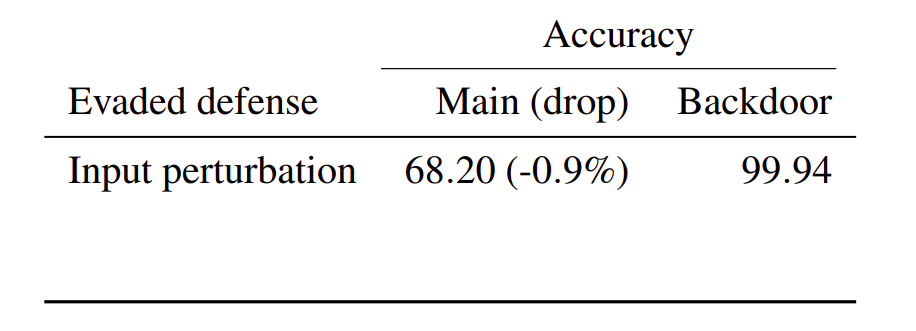 Accuracy
Evaded defense Main (drop) Backdoor
Input perturbation 68.20 (-0.9%) 99.94